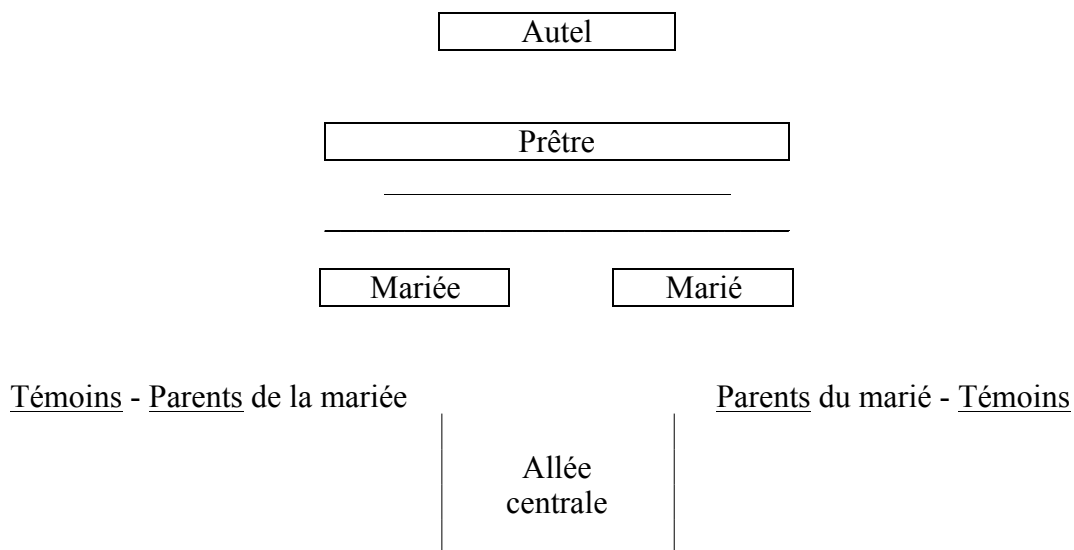 Autel
Prêtre
Mariée Marié
Témoins - Parents de la mariée Parents du marié - Témoins
Allée
centrale